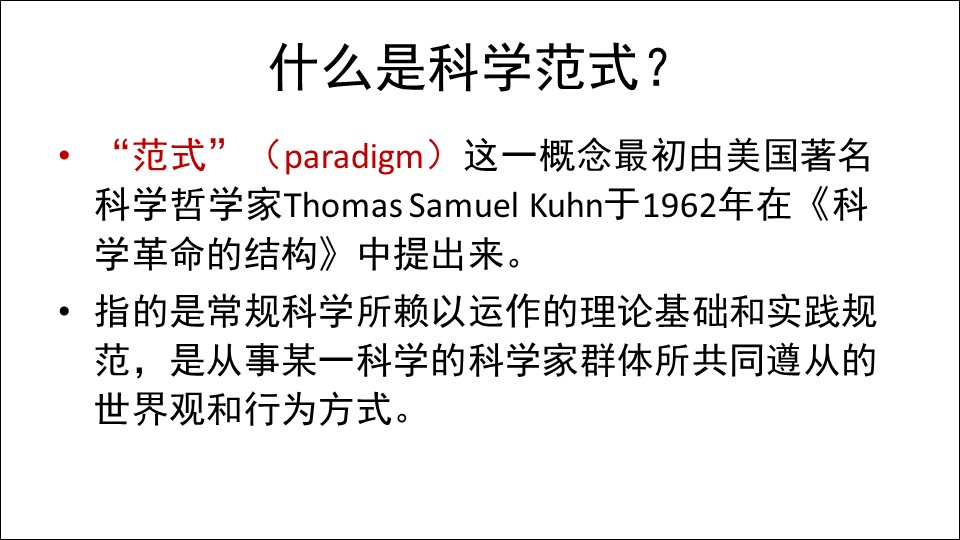 什么是科学范式？
• “范式”（paradigm）这一概念最初由美国著名
科学哲学家Thomas Samuel Kuhn于1962年在《科
学革命的结构》中提出来。
• 指的是常规科学所赖以运作的理论基础和实践规
范，是从事某一科学的科学家群体所共同遵从的
世界观和行为方式。